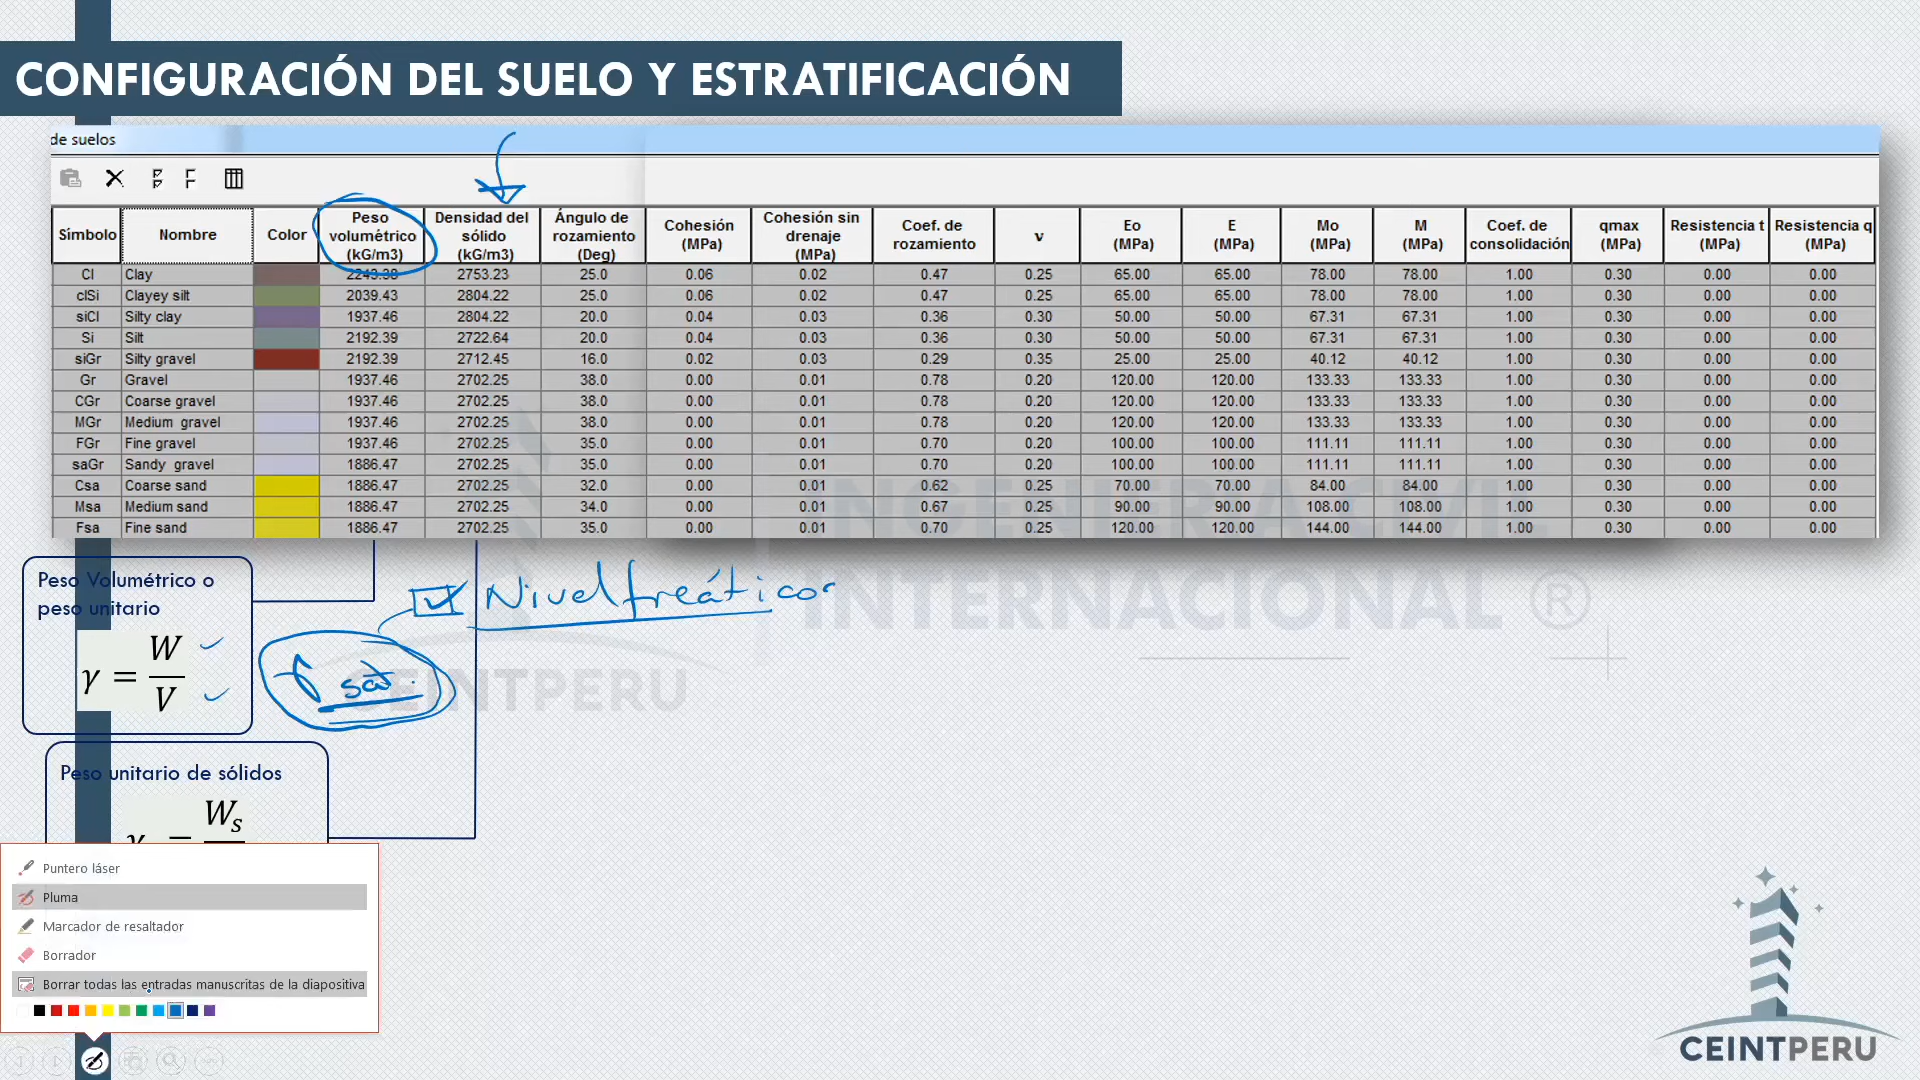 CONFIGURACIÓN DEL SUELO Y ESTRATIFICACIÓN
de suelos
Símbolo Nombre Color Peso volumétrico (kG/m3) Densidad del sólido (kG/m3) Ángulo de rozamiento (Deg) Cohesión (MPa) Cohesión sin drenaje (MPa) Coef. de rozamiento ν Eo (MPa) E (MPa) Mo (MPa) M (MPa) Coef. de consolidación qmax (MPa) Resistencia t (MPa) Resistencia q (MPa)
Cl Clay 2243.38 2753.23 25.0 0.06 0.02 0.47 0.25 65.00 65.00 78.00 78.00 1.00 0.30 0.00 0.00
clSi Clayey silt 2039.43 2804.22 25.0 0.06 0.02 0.47 0.25 65.00 65.00 78.00 78.00 1.00 0.30 0.00 0.00
siCl Silty clay 1937.46 2804.22 20.0 0.04 0.03 0.36 0.30 50.00 50.00 67.31 67.31 1.00 0.30 0.00 0.00
Si Silt 2192.39 2722.64 20.0 0.04 0.03 0.36 0.30 50.00 50.00 67.31 67.31 1.00 0.30 0.00 0.00
siGr Silty gravel 2192.39 2712.45 16.0 0.02 0.03 0.29 0.35 25.00 25.00 40.12 40.12 1.00 0.30 0.00 0.00
Gr Gravel 1937.46 2702.25 38.0 0.00 0.01 0.78 0.20 120.00 120.00 133.33 133.33 1.00 0.30 0.00 0.00
CGr Coarse gravel 1937.46 2702.25 38.0 0.00 0.01 0.78 0.20 120.00 120.00 133.33 133.33 1.00 0.30 0.00 0.00
MGr Medium gravel 1937.46 2702.25 38.0 0.00 0.01 0.78 0.20 120.00 120.00 133.33 133.33 1.00 0.30 0.00 0.00
FGr Fine gravel 1937.46 2702.25 35.0 0.00 0.01 0.70 0.20 100.00 100.00 111.11 111.11 1.00 0.30 0.00 0.00
saGr Sandy gravel 1886.47 2702.25 35.0 0.00 0.01 0.70 0.20 100.00 100.00 111.11 111.11 1.00 0.30 0.00 0.00
Csa Coarse sand 1886.47 2702.25 32.0 0.00 0.01 0.62 0.25 70.00 70.00 84.00 84.00 1.00 0.30 0.00 0.00
Msa Medium sand 1886.47 2702.25 34.0 0.00 0.01 0.67 0.25 90.00 90.00 108.00 108.00 1.00 0.30 0.00 0.00
Fsa Fine sand 1886.47 2702.25 35.0 0.00 0.01 0.70 0.25 120.00 120.00 144.00 144.00 1.00 0.30 0.00 0.00
INGENIERIA CIVIL
INTERNACIONAL ®
CEINTPERU
Peso Volumétrico o
peso unitario
γ = W/V
Nivel freático
γ sat.
Peso unitario de sólidos
Ws
Puntero láser
Pluma
Marcador de resaltador
Borrador
Borrar todas las entradas manuscritas de la diapositiva
CEINTPERU